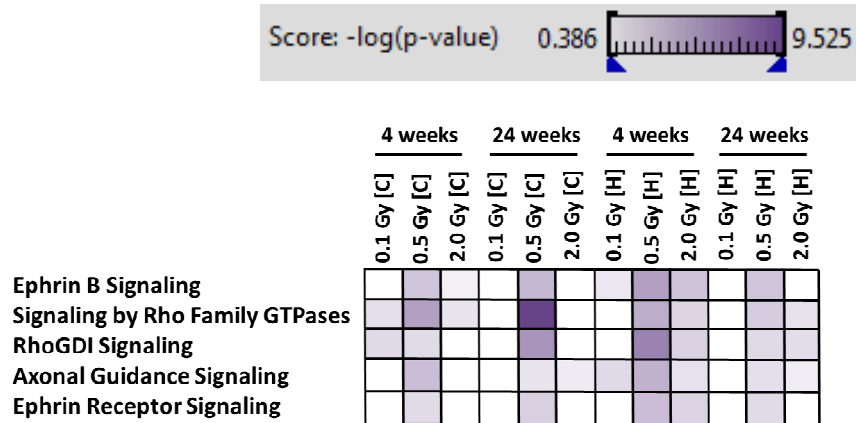 Score: -log(p-value) 0.386 9.525
4 weeks 24 weeks 4 weeks 24 weeks
0.1 Gy [C] 0.5 Gy [C] 2.0 Gy [C] 0.1 Gy [C] 0.5 Gy [C] 2.0 Gy [C] 0.1 Gy [H] 0.5 Gy [H] 2.0 Gy [H] 0.1 Gy [H] 0.5 Gy [H] 2.0 Gy [H]
Ephrin B Signaling
Signaling by Rho Family GTPases
RhoGDI Signaling
Axonal Guidance Signaling
Ephrin Receptor Signaling